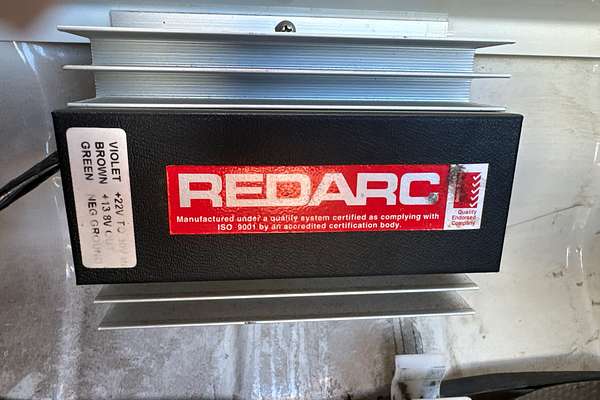 VIOLET +22V TO
BROWN +13.8V
GREEN NEG GROUND
REDARC
Manufactured under a quality system certified as complying with
ISO 9001 by an accredited certification body.
Quality
Endorsed
Company